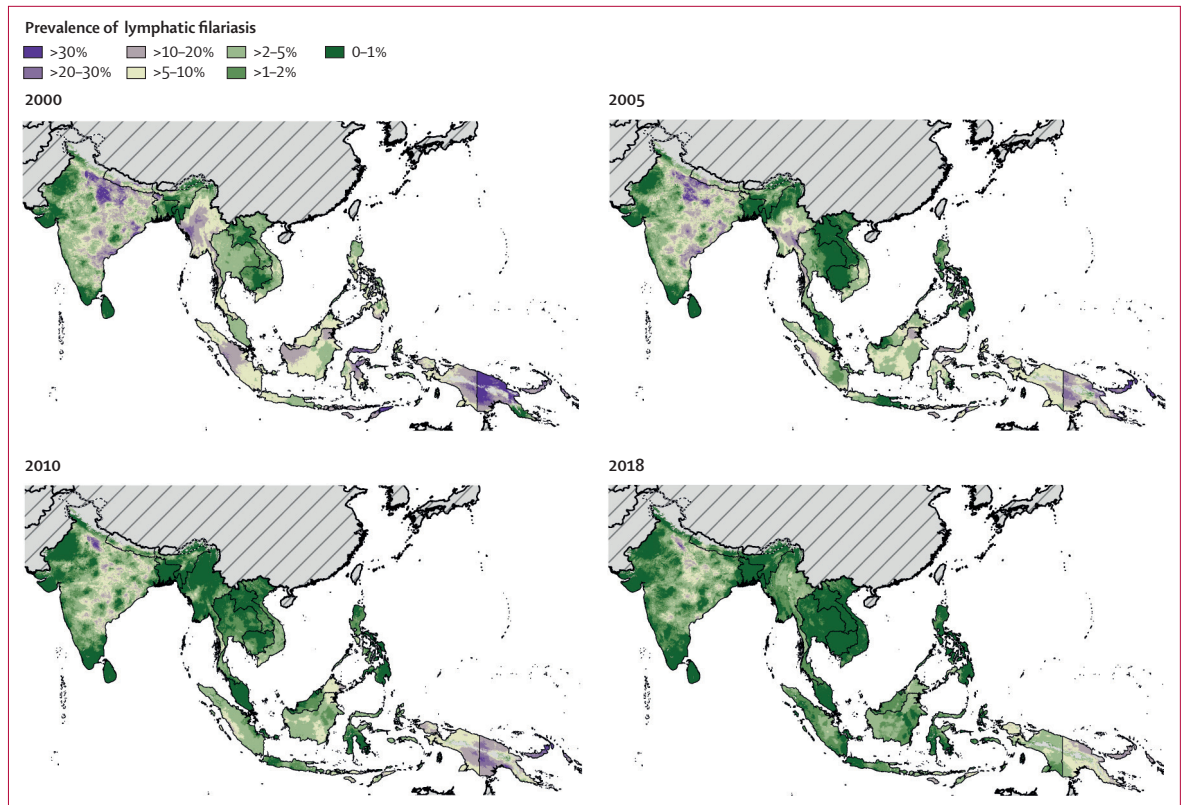 Prevalence of lymphatic filariasis
>30% >10–20% >2–5% 0–1%
>20–30% >5–10% >1–2%
2000 2005
2010 2018